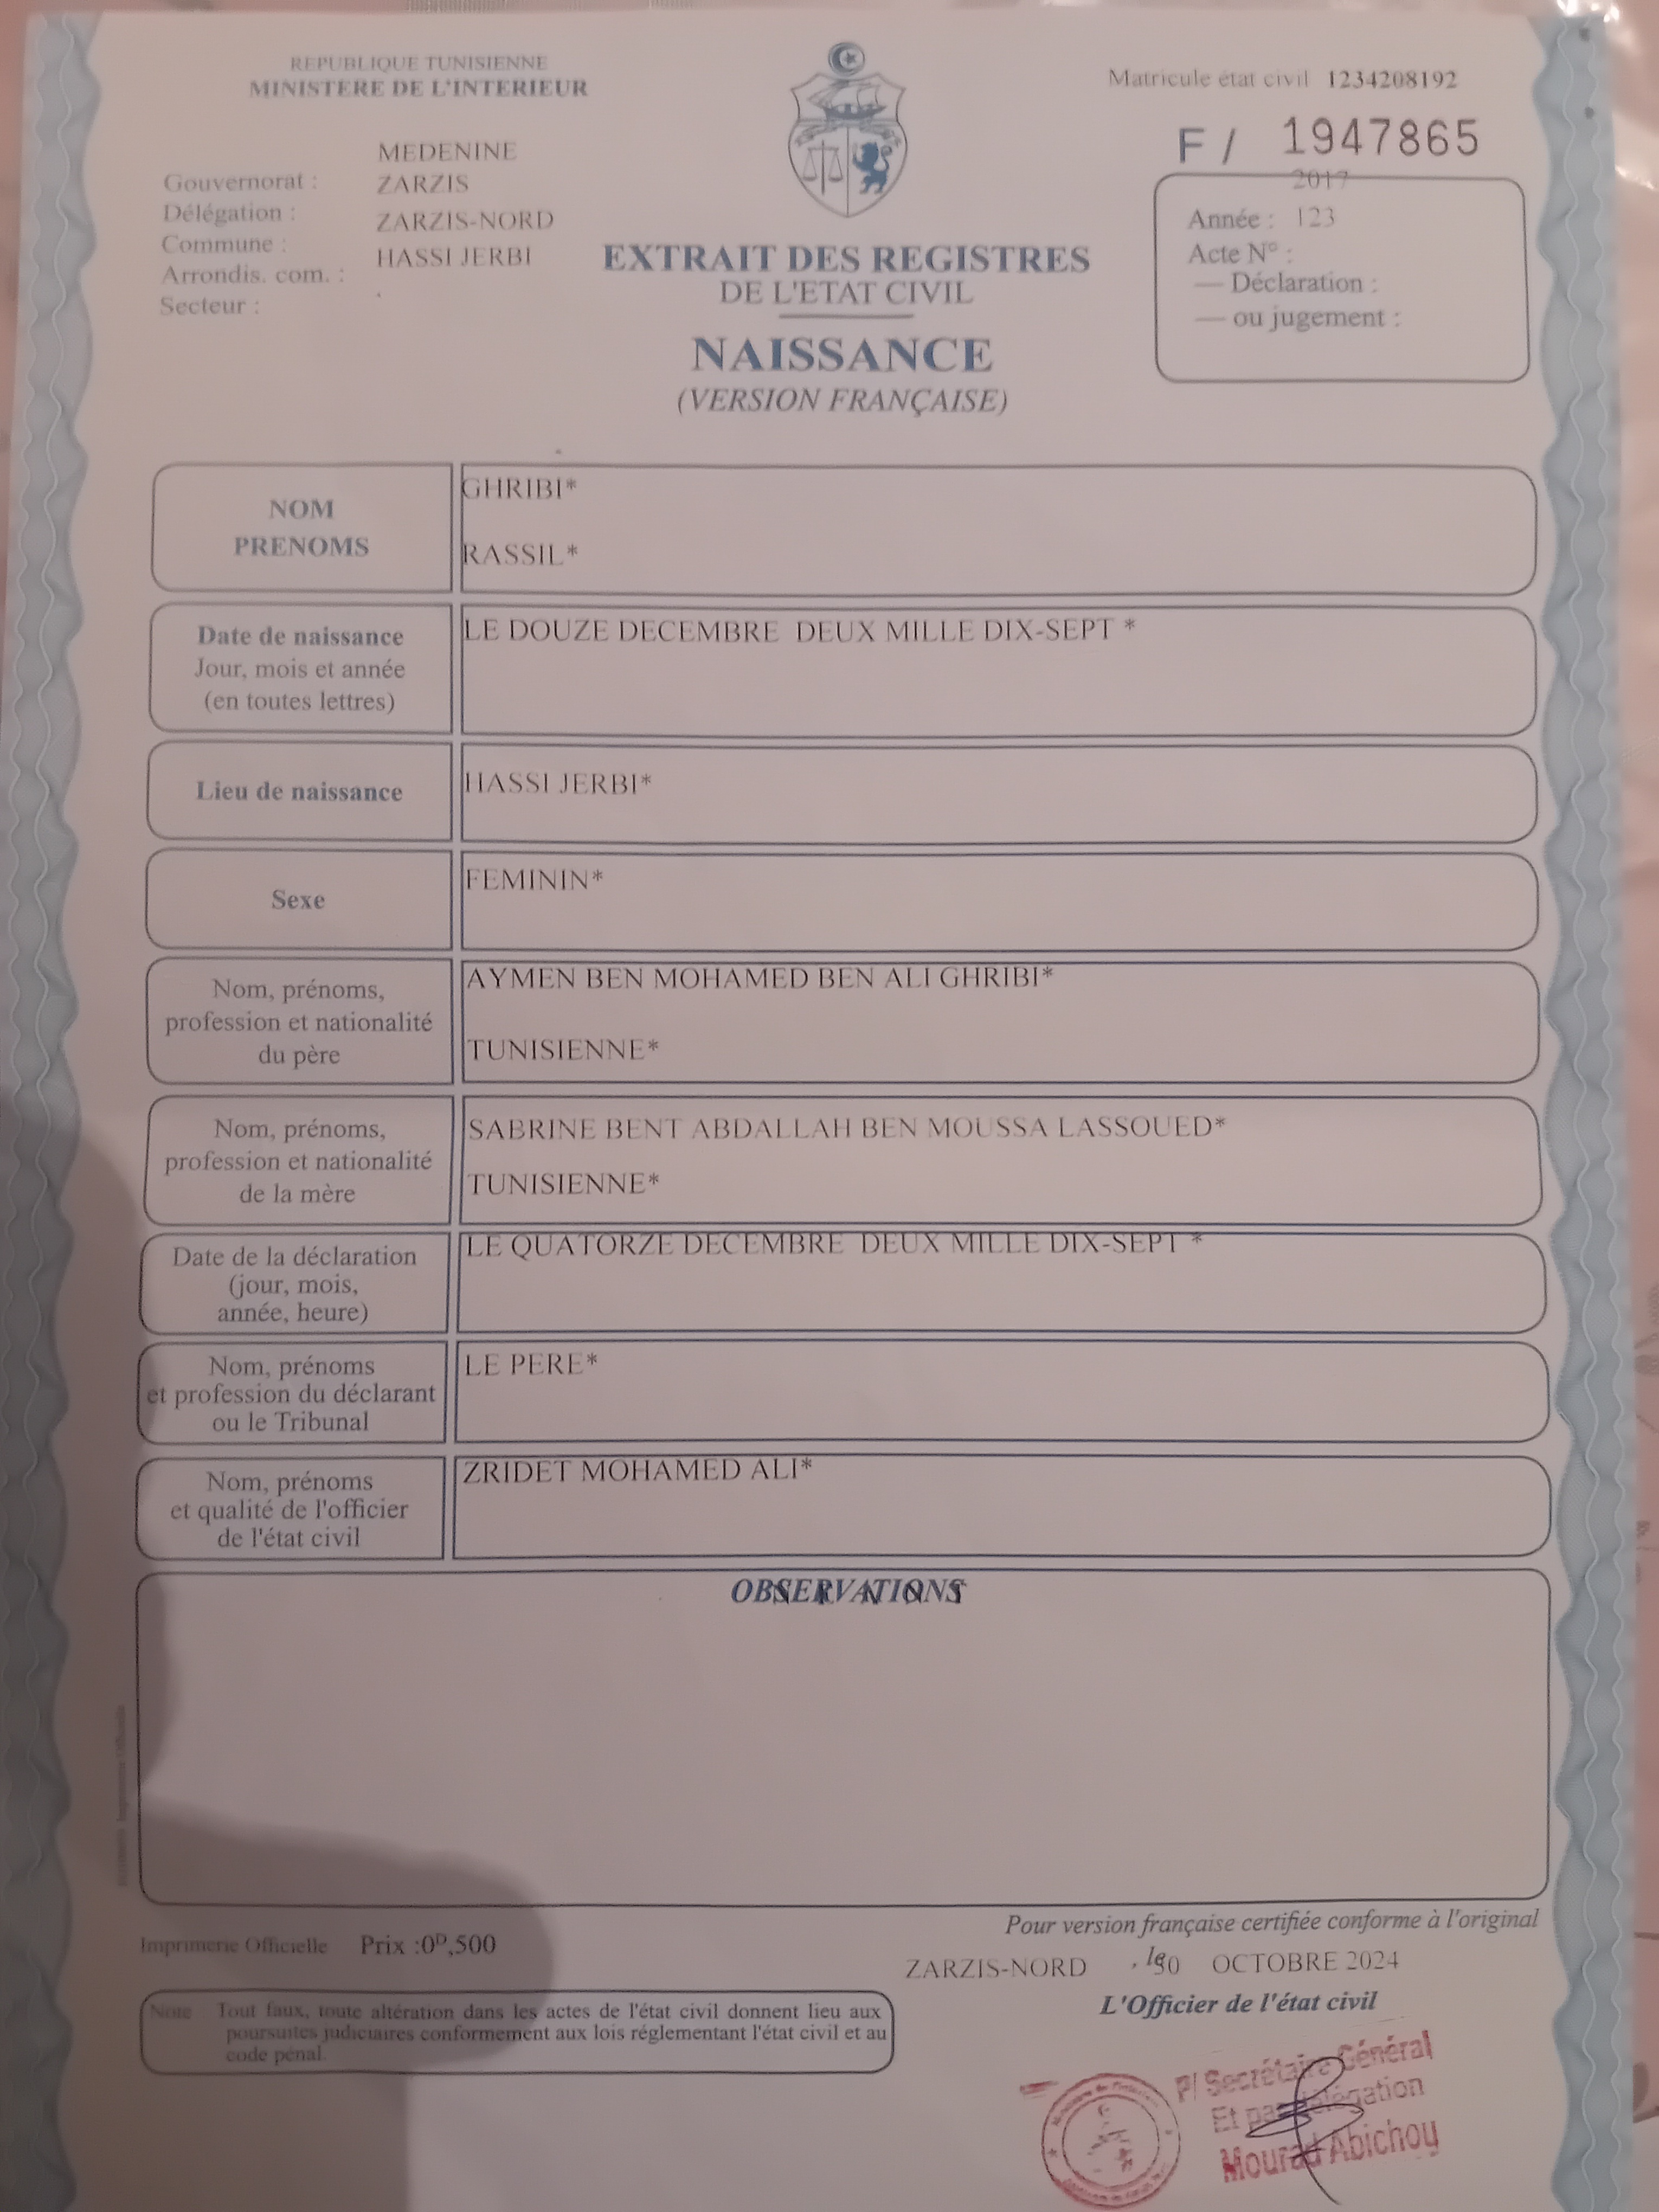 REPUBLIQUE TUNISIENNE
MINISTERE DE L'INTERIEUR
Matricule état civil 1234208192
F / 1947865
MEDENINE
Gouvernorat : ZARZIS
Délégation : ZARZIS-NORD
Commune : HASSI JERBI
Arrondis. com. :
Secteur :
2017
Année : 123
Acte N° :
— Déclaration :
— ou jugement :
EXTRAIT DES REGISTRES
DE L'ETAT CIVIL
NAISSANCE
(VERSION FRANÇAISE)
NOM
PRENOMS
GHRIBI*
RASSIL*
Date de naissance
Jour, mois et année
(en toutes lettres)
LE DOUZE DECEMBRE DEUX MILLE DIX-SEPT *
Lieu de naissance
HASSI JERBI*
Sexe
FEMININ*
Nom, prénoms,
profession et nationalité
du père
AYMEN BEN MOHAMED BEN ALI GHRIBI*
TUNISIENNE*
Nom, prénoms,
profession et nationalité
de la mère
SABRINE BENT ABDALLAH BEN MOUSSA LASSOUED*
TUNISIENNE*
Date de la déclaration
(jour, mois,
année, heure)
LE QUATORZE DECEMBRE DEUX MILLE DIX-SEPT *
Nom, prénoms
et profession du déclarant
ou le Tribunal
LE PERE*
Nom, prénoms
et qualité de l'officier
de l'état civil
ZRIDET MOHAMED ALI*
OBSERVATIONS
Imprimerie Officielle Prix :0ᴰ,500
Pour version française certifiée conforme à l'original
ZARZIS-NORD , le 30 OCTOBRE 2024
L'Officier de l'état civil
Note Tout faux, toute altération dans les actes de l'état civil donnent lieu aux
poursuites judiciaires conformement aux lois réglementant l'état civil et au
code pénal.
P/ Secrétaire Général
Et par délégation
Mourad Abichou